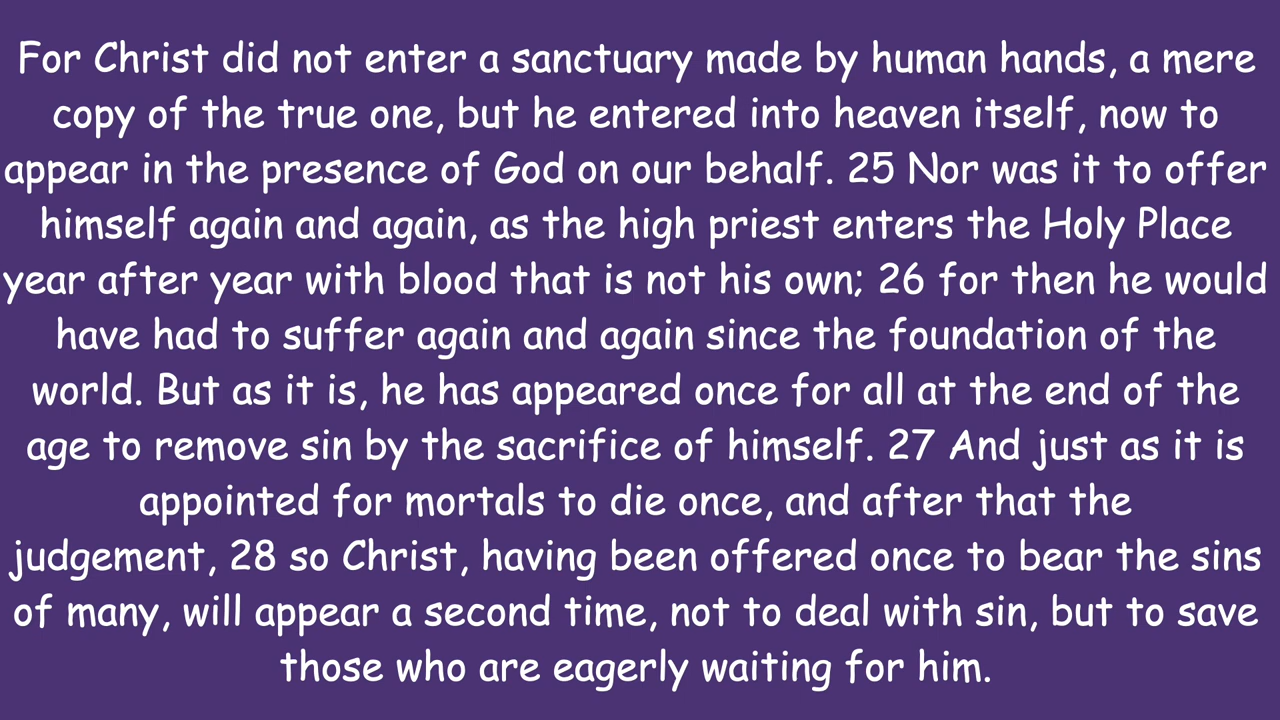 For Christ did not enter a sanctuary made by human hands, a mere
copy of the true one, but he entered into heaven itself, now to
appear in the presence of God on our behalf. 25 Nor was it to offer
himself again and again, as the high priest enters the Holy Place
year after year with blood that is not his own; 26 for then he would
have had to suffer again and again since the foundation of the
world. But as it is, he has appeared once for all at the end of the
age to remove sin by the sacrifice of himself. 27 And just as it is
appointed for mortals to die once, and after that the
judgement, 28 so Christ, having been offered once to bear the sins
of many, will appear a second time, not to deal with sin, but to save
those who are eagerly waiting for him.